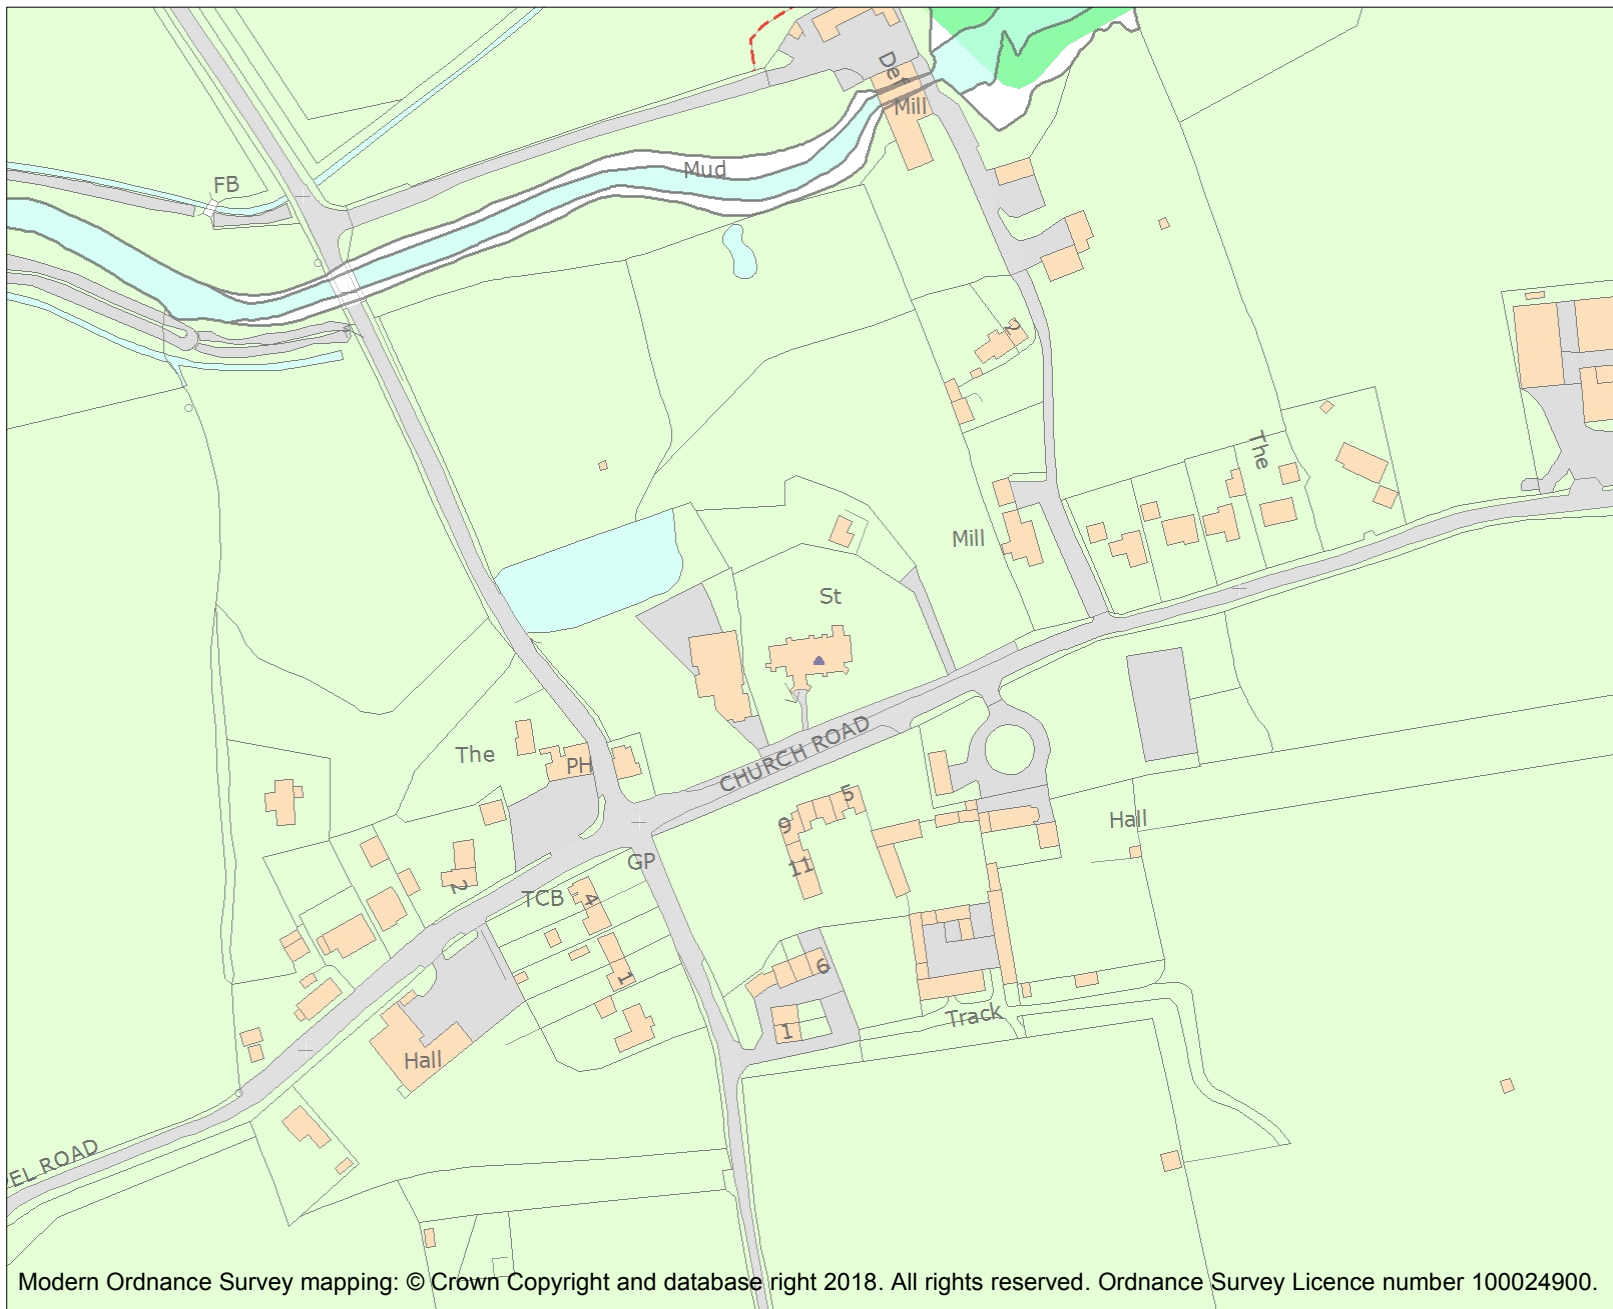 Def
Mill
Mud
FB
2
The
Mill
St
The
PH
CHURCH ROAD
5
9
11
Hall
GP
TCB
4
2
1
6
1
Track
Hall
PEL ROAD
Modern Ordnance Survey mapping: © Crown Copyright and database right 2018. All rights reserved. Ordnance Survey Licence number 100024900.